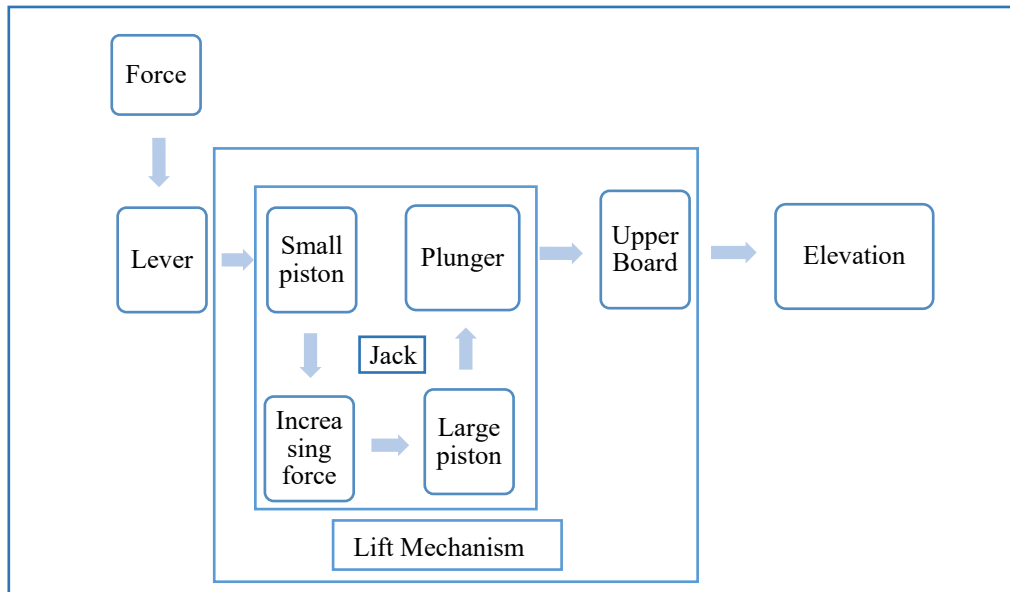 Force
Lever
Small
piston
Increa
sing
force
Large
piston
Plunger
Jack
Lift Mechanism
Upper
Board
Elevation